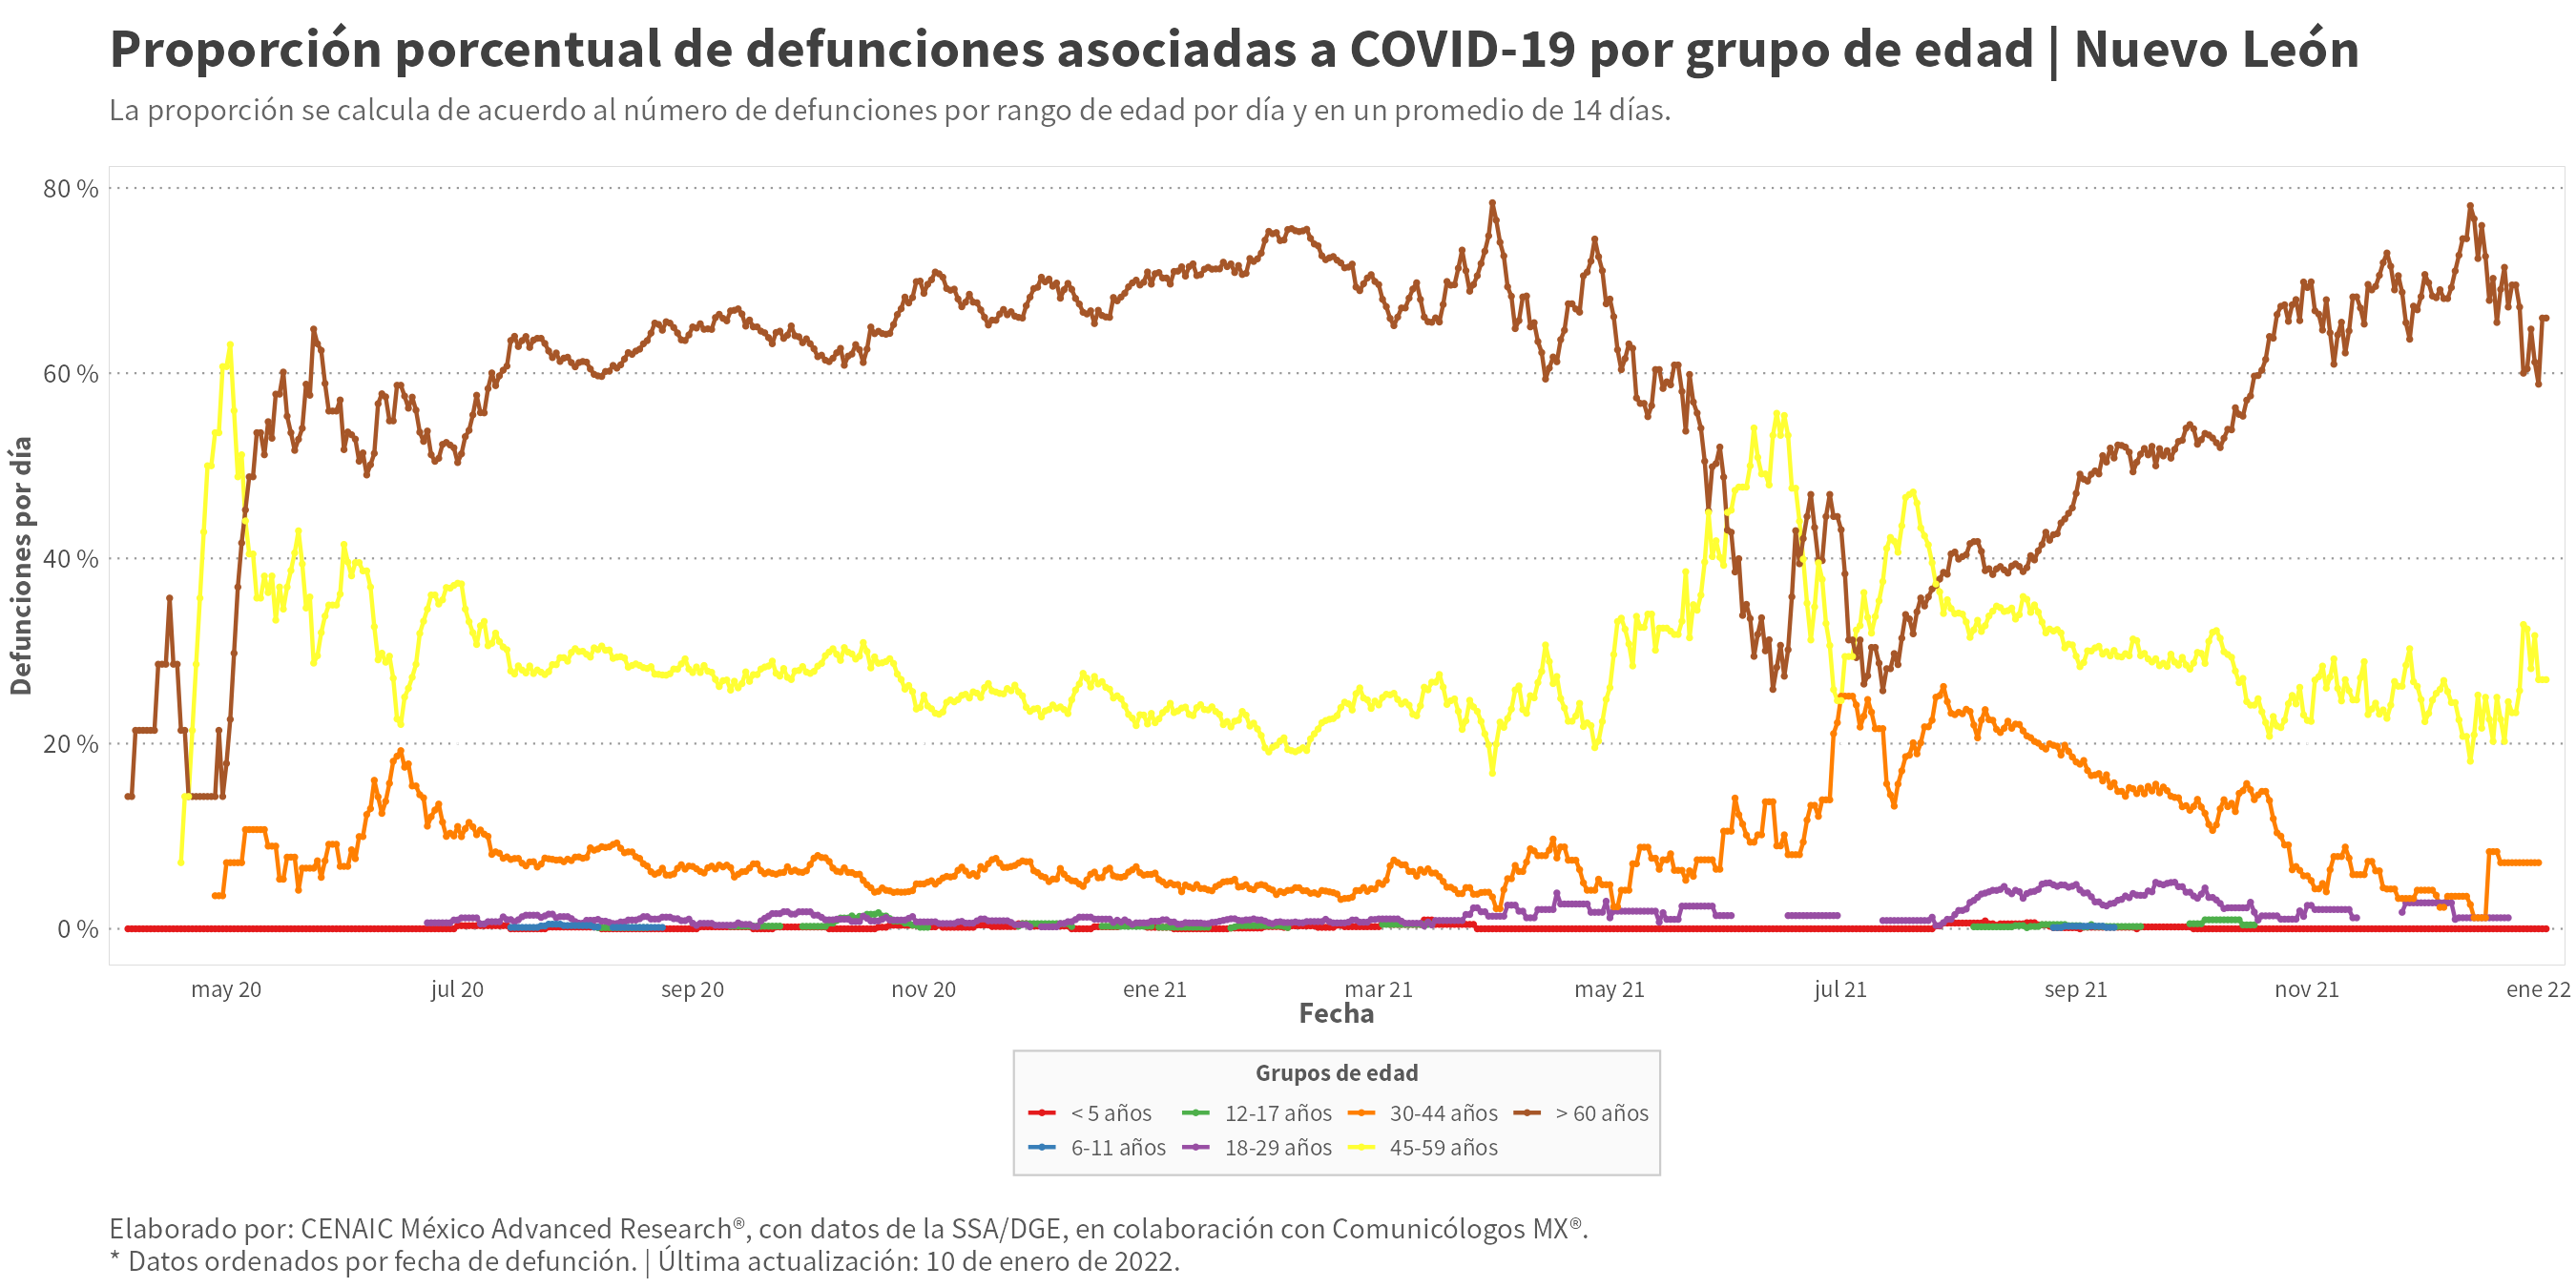 Proporción porcentual de defunciones asociadas a COVID-19 por grupo de edad | Nuevo León
La proporción se calcula de acuerdo al número de defunciones por rango de edad por día y en un promedio de 14 días.
Defunciones por día
80 %
60 %
40 %
20 %
0 %
may 20 jul 20 sep 20 nov 20 ene 21 mar 21 may 21 jul 21 sep 21 nov 21 ene 22
Fecha
Grupos de edad
< 5 años 12-17 años 30-44 años > 60 años
6-11 años 18-29 años 45-59 años
Elaborado por: CENAIC México Advanced Research®, con datos de la SSA/DGE, en colaboración con Comunicólogos MX®.
* Datos ordenados por fecha de defunción. | Última actualización: 10 de enero de 2022.